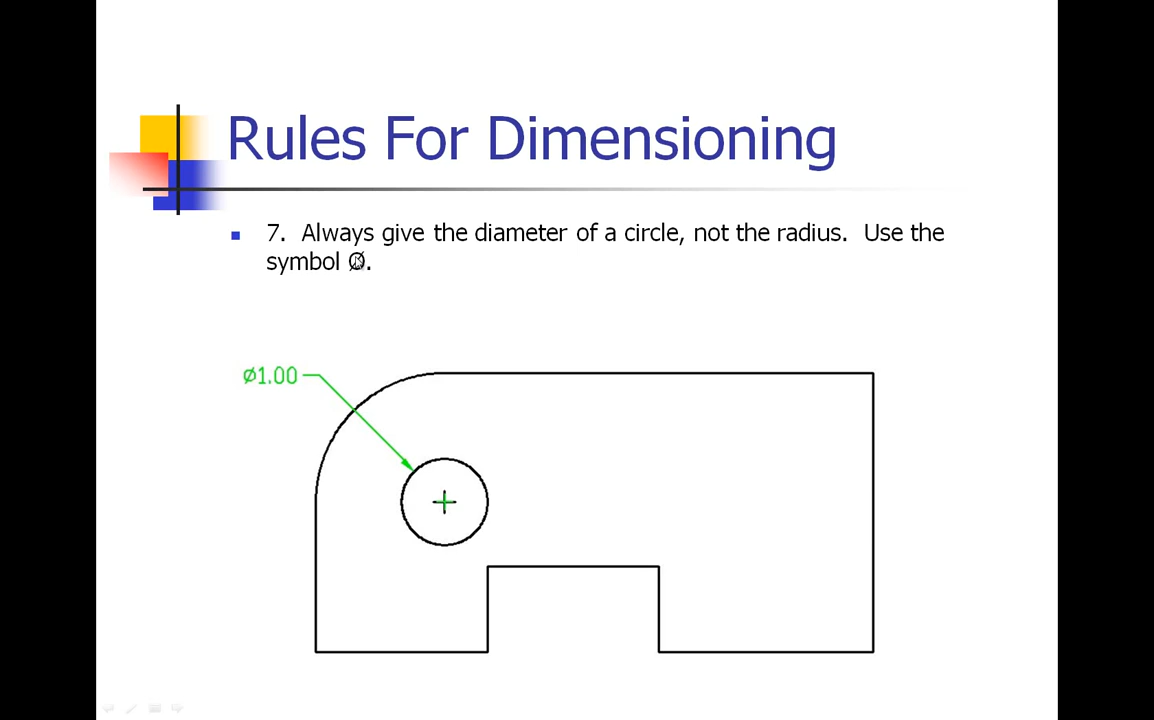 Rules For Dimensioning
7. Always give the diameter of a circle, not the radius. Use the
symbol Ø.
Ø1.00